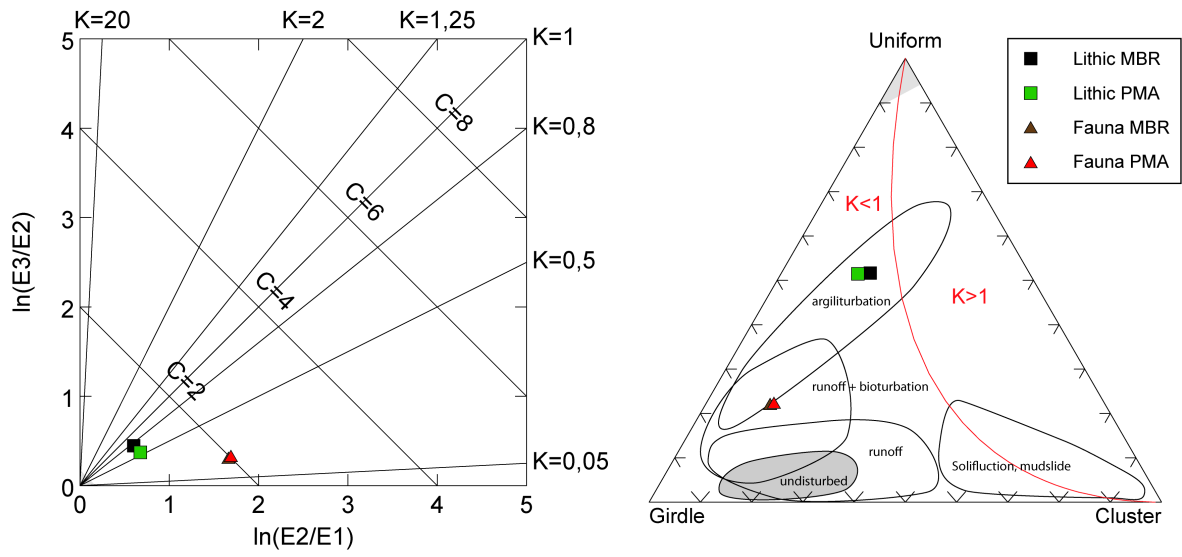 K=20 K=2 K=1,25
5 K=1
C=8
4 K=0,8
C=6
3
K=0,5
C=4
2
C=2
1
K=0,05
0
0 1 2 3 4 5
ln(E3/E2)
ln(E2/E1)
Uniform
K<1
K>1
argiliturbation
runoff + bioturbation
runoff
Solifluction, mudslide
undisturbed
Girdle Cluster
Lithic MBR
Lithic PMA
Fauna MBR
Fauna PMA